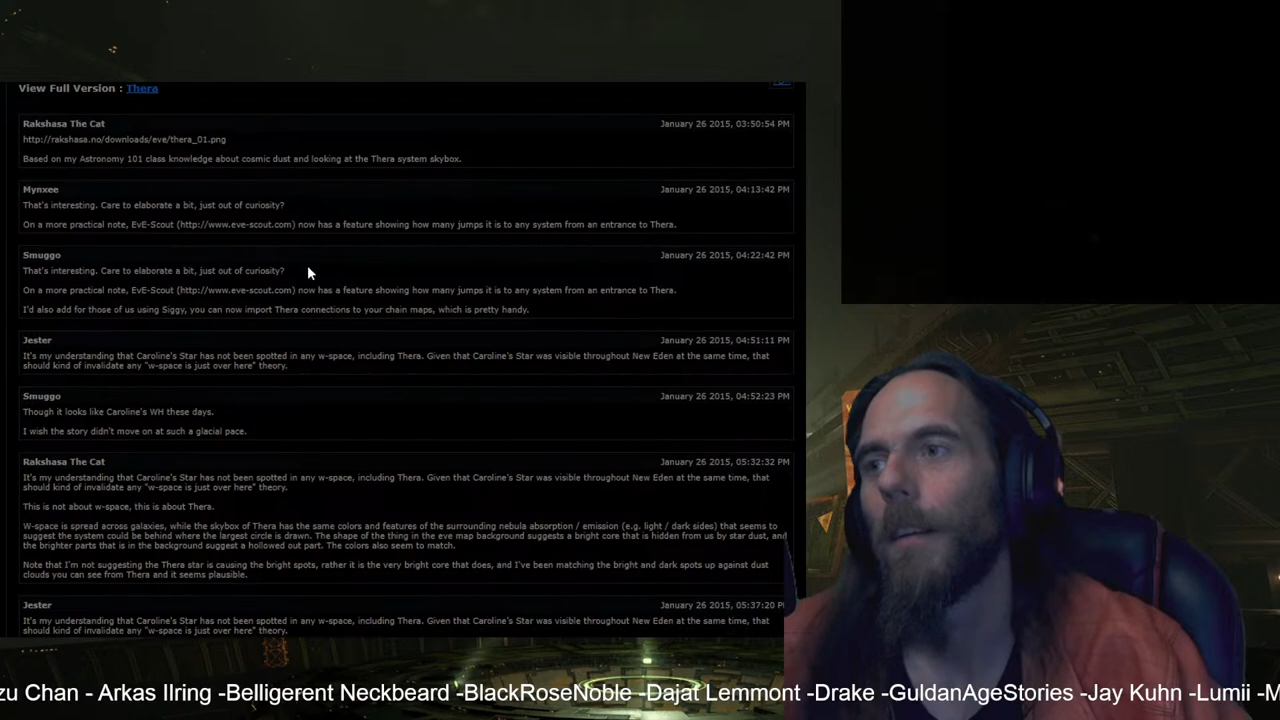 View Full Version : Thera
Rakshasa The Cat January 26 2015, 03:50:54 PM
http://rakshasa.no/downloads/eve/thera_01.png
Based on my Astronomy 101 class knowledge about cosmic dust and looking at the Thera system skybox.
Mynxee January 26 2015, 04:13:42 PM
That's interesting. Care to elaborate a bit, just out of curiosity?
On a more practical note, EvE-Scout (http://www.eve-scout.com) now has a feature showing how many jumps it is to any system from an entrance to Thera.
Smuggo January 26 2015, 04:22:42 PM
That's interesting. Care to elaborate a bit, just out of curiosity?
On a more practical note, EvE-Scout (http://www.eve-scout.com) now has a feature showing how many jumps it is to any system from an entrance to Thera.
I'd also add for those of us using Siggy, you can now import Thera connections to your chain maps, which is pretty handy.
Jester January 26 2015, 04:51:11 PM
It's my understanding that Caroline's Star has not been spotted in any w-space, including Thera. Given that Caroline's Star was visible throughout New Eden at the same time, that
should kind of invalidate any "w-space is just over here" theory.
Smuggo January 26 2015, 04:52:23 PM
Though it looks like Caroline's WH these days.
I wish the story didn't move on at such a glacial pace.
Rakshasa The Cat January 26 2015, 05:32:32 PM
It's my understanding that Caroline's Star has not been spotted in any w-space, including Thera. Given that Caroline's Star was visible throughout New Eden at the same time, that
should kind of invalidate any "w-space is just over here" theory.
This is not about w-space, this is about Thera.
W-space is spread across galaxies, while the skybox of Thera has the same colors and features of the surrounding nebula absorption / emission (e.g. light / dark sides) that seems to
suggest the system could be behind where the largest circle is drawn. The shape of the thing in the eve map background suggests a bright core that is hidden from us by star dust, and
the brighter parts that is in the background suggest a hollowed out part. The colors also seem to match.
Note that I'm not suggesting the Thera star is causing the bright spots, rather it is the very bright core that does, and I've been matching the bright and dark spots up against dust
clouds you can see from Thera and it seems plausible.
Jester January 26 2015, 05:37:20 P
It's my understanding that Caroline's Star has not been spotted in any w-space, including Thera. Given that Caroline's Star was visible throughout New Eden at the same time, that
should kind of invalidate any "w-space is just over here" theory.
zu Chan - Arkas IIring -Belligerent Neckbeard -BlackRoseNoble -Dajat Lemmont -Drake -GuldanAgeStories -Jay Kuhn -Lumii -M